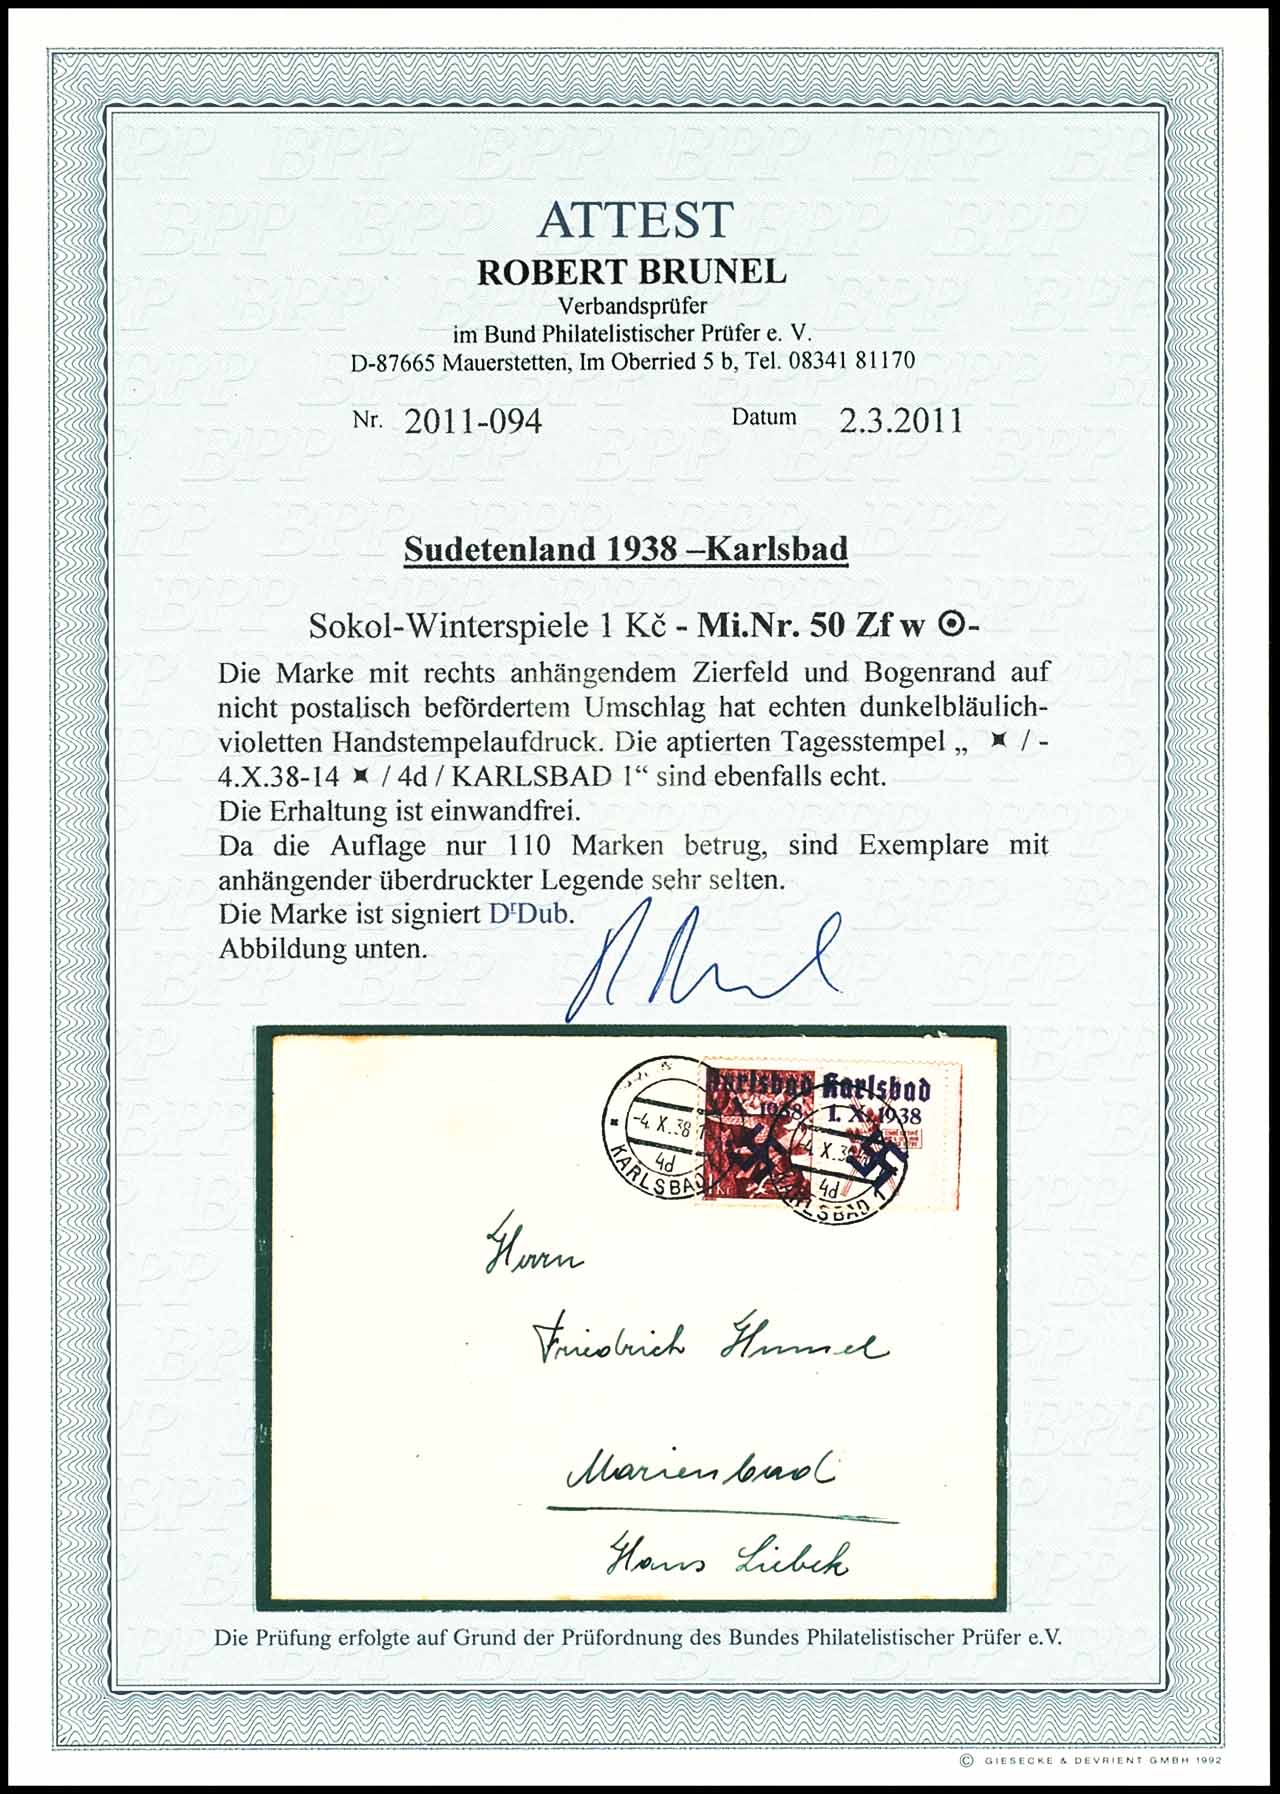 ATTEST
ROBERT BRUNEL
Verbandsprüfer
im Bund Philatelistischer Prüfer e. V.
D-87665 Mauerstetten, Im Oberried 5 b, Tel. 08341 81170
Nr. 2011-094 Datum 2.3.2011
Sudetenland 1938 –Karlsbad
Sokol-Winterspiele 1 Kč - Mi.Nr. 50 Zf w ⊙-
Die Marke mit rechts anhängendem Zierfeld und Bogenrand auf
nicht postalisch befördertem Umschlag hat echten dunkelbläulich-
violetten Handstempelaufdruck. Die aptierten Tagesstempel „ ✶ / -
4.X.38-14 ✶ / 4d / KARLSBAD 1“ sind ebenfalls echt.
Die Erhaltung ist einwandfrei.
Da die Auflage nur 110 Marken betrug, sind Exemplare mit
anhängender überdruckter Legende sehr selten.
Die Marke ist signiert DrDub.
Abbildung unten.
Karlsbad Karlsbad
1. X. 1938 1. X. 1938
-4. X. 38
4d
KARLSBAD
-4. X. 38
4d
KARLSBAD 1
Herrn
Friedrich Hummel
Marienbad
Hans Liebek
Die Prüfung erfolgte auf Grund der Prüfordnung des Bundes Philatelistischer Prüfer e.V.
© GIESECKE & DEVRIENT GMBH 1992